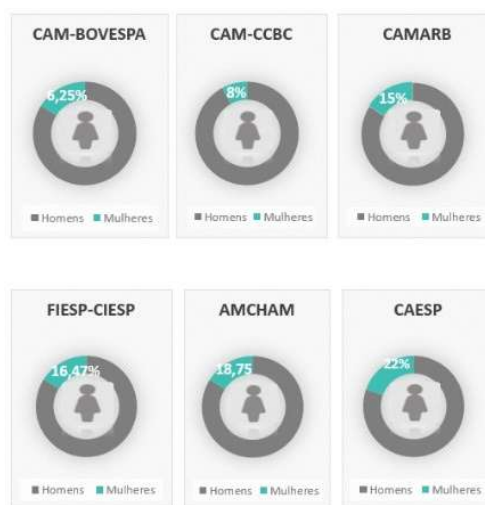 CAM-BOVESPA
6,25%
Homens Mulheres
CAM-CCBC
8%
Homens Mulheres
CAMARB
15%
Homens Mulheres
FIESP-CIESP
16,47%
Homens Mulheres
AMCHAM
18,75
Homens Mulheres
CAESP
22%
Homens Mulheres